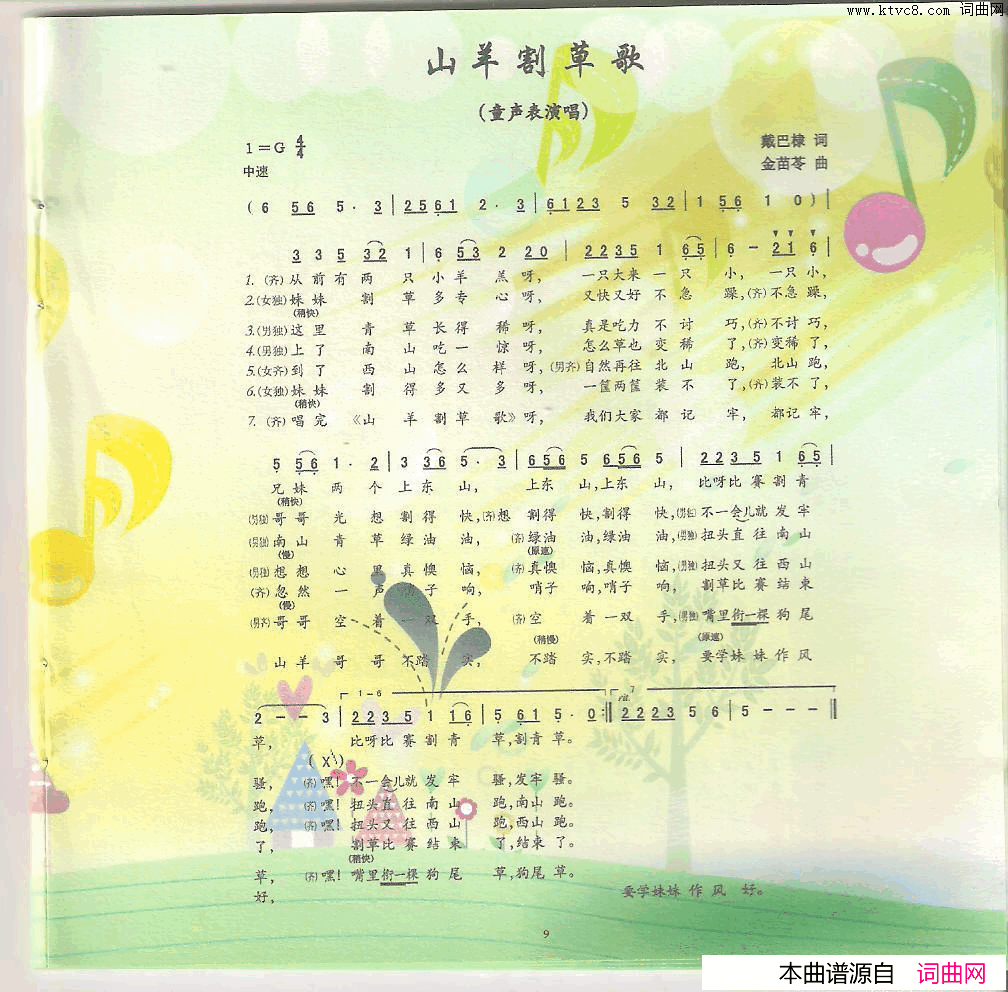 www.ktvc8.com 词曲网
山羊割草歌
（童声表演唱）
1=G 4/4
戴巴棣 词
中速
金苗苓 曲
( 6 56 5· 3 | 2561 2· 3 | 6123 5 32 | 1 56 1 0 ) |
3 3 5 32 1 | 6 53 2 20 | 2235 1 65 | 6 - 21 6 |
1. (齐)从前有两 只小羊 羔呀， 一只大来一只 小， 一只小，
2.(女独)妹妹 割草多专心呀， 又快又好不急 躁，(齐)不急躁，
(稍快)
3.(男独)这里 青草长得 稀呀， 真是吃力不讨 巧，(齐)不讨巧，
4.(男独)上了 南山吃一 惊呀， 怎么草也变稀 了，(齐)变稀了，
5.(女齐)到了 西山怎么 样呀，(男齐)自然再往北山 跑， 北山跑，
6.(女独)妹妹 割得多又 多呀， 一筐两筐装不 了，(齐)装不了，
(稍快)
7. (齐)唱完 《山羊割草 歌》呀， 我们大家都记 牢， 都记牢，
5 56 1· 2 | 3 36 5· 3 | 656 5 656 5 | 2235 1 65 |
兄妹两个上东 山， 上东 山，上东 山， 比呀比赛割青
(稍快)
(男独)哥哥光想割得 快，(齐)想 割得 快，割得 快，(男独)不一会儿就发牢
(男独)南山青草绿油 油， (齐)绿油 油，绿油 油，(男独)扭头直往南山
(慢) (原速)
(男独)想想心里真懊 恼， (齐)真懊 恼，真懊 恼，(男独)扭头又往西山
(齐)忽然一声哨子 响， 哨子 响，哨子 响， 割草比赛结束
(慢)
(男齐)哥哥空着一双 手， (齐)空 着一双 手，(男独)嘴里衔一棵狗尾
(稍慢) (原速)
山羊哥哥不踏 实， 不踏 实，不踏 实， 要学妹妹作风
1-6 7
2 - - 3 | 2235 1 16 | 5 61 5· 0 :‖ 2223 5 6 | 5 - - - ‖
草， 比呀比赛割青 草，割青草。
( X )
骚， (齐)嘿！不一会儿就发牢 骚，发牢骚。
跑， (齐)嘿！扭头直往南山 跑，南山跑。
跑， (齐)嘿！扭头又往西山 跑，西山跑。
了， 割草比赛结束 了，结束了。
(稍快)
草， (齐)嘿！嘴里衔一棵狗尾 草，狗尾草。
好， 要学妹妹作风 好。
9
本曲谱源自 词曲网